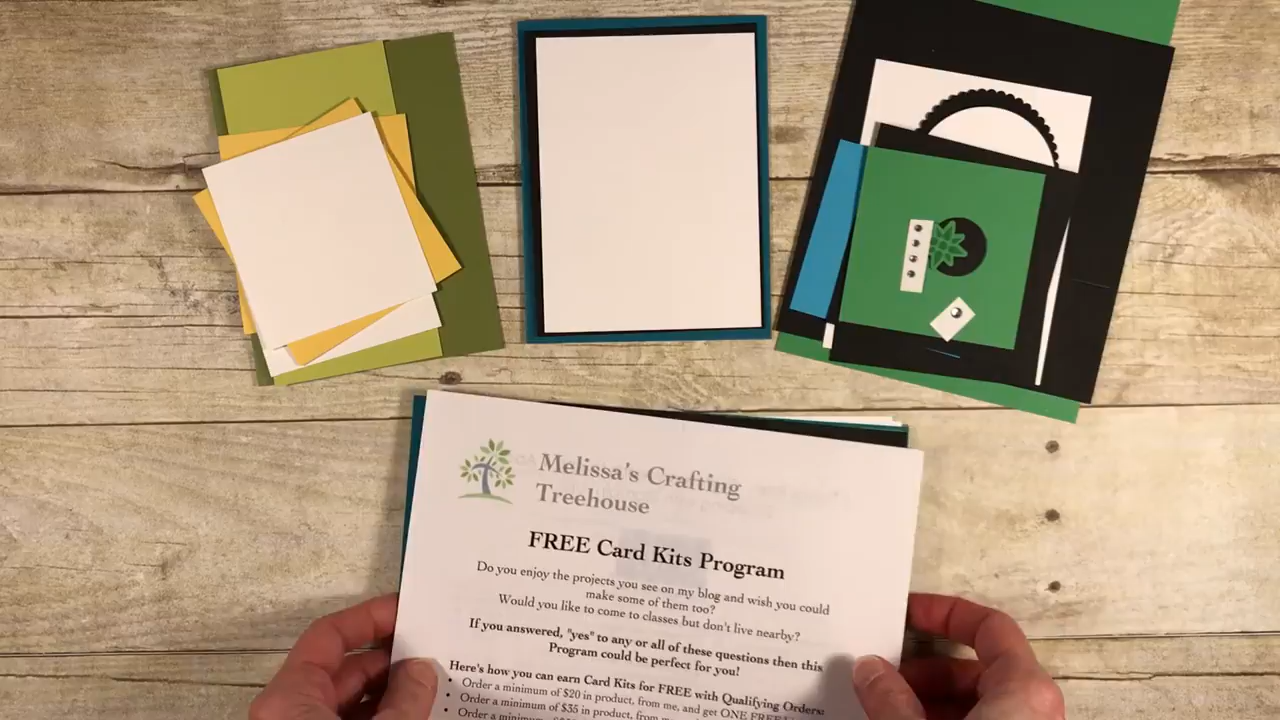 Melissa's Crafting
Treehouse
FREE Card Kits Program
Do you enjoy the projects you see on my blog and wish you could
make some of them too?
Would you like to come to classes but don't live nearby?
If you answered, "yes" to any or all of these questions then this
Program could be perfect for you!
Here's how you can earn Card Kits for FREE with Qualifying Orders:
• Order a minimum of $20 in product, from me, and get ONE FREE
• Order a minimum of $35 in product, from me,
• Order a minimum